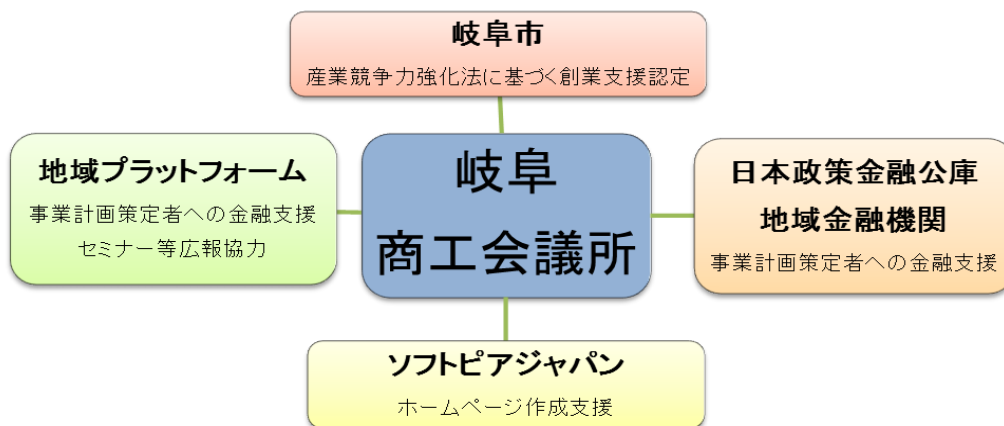 岐阜市
産業競争力強化法に基づく創業支援認定
地域プラットフォーム
事業計画策定者への金融支援
セミナー等広報協力
岐阜
商工会議所
日本政策金融公庫
地域金融機関
事業計画策定者への金融支援
ソフトピアジャパン
ホームページ作成支援